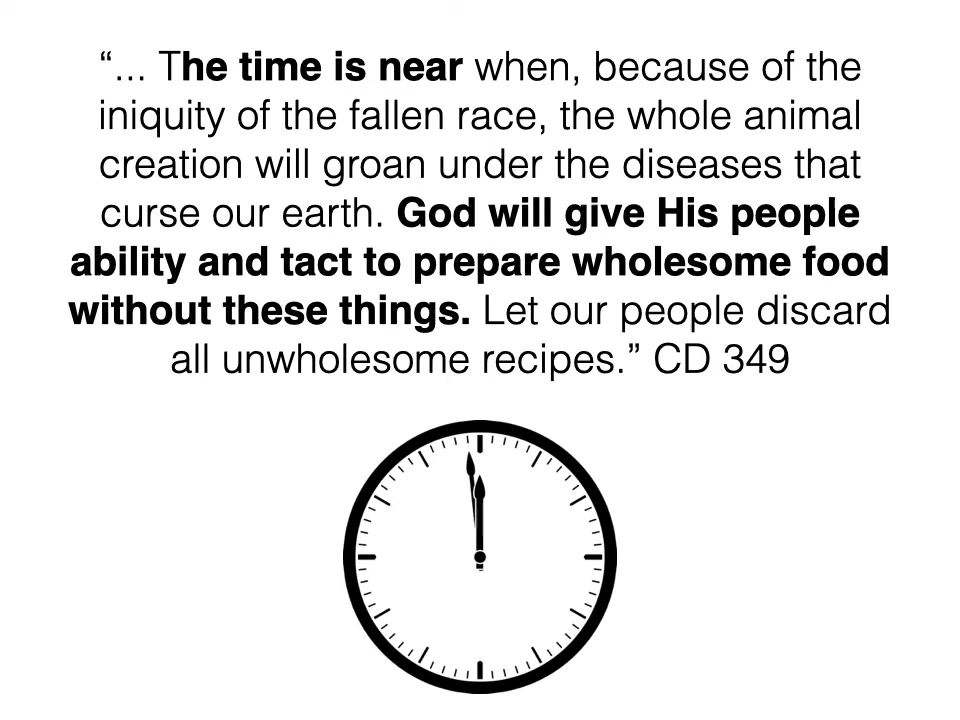 “... The time is near when, because of the
iniquity of the fallen race, the whole animal
creation will groan under the diseases that
curse our earth. God will give His people
ability and tact to prepare wholesome food
without these things. Let our people discard
all unwholesome recipes.” CD 349